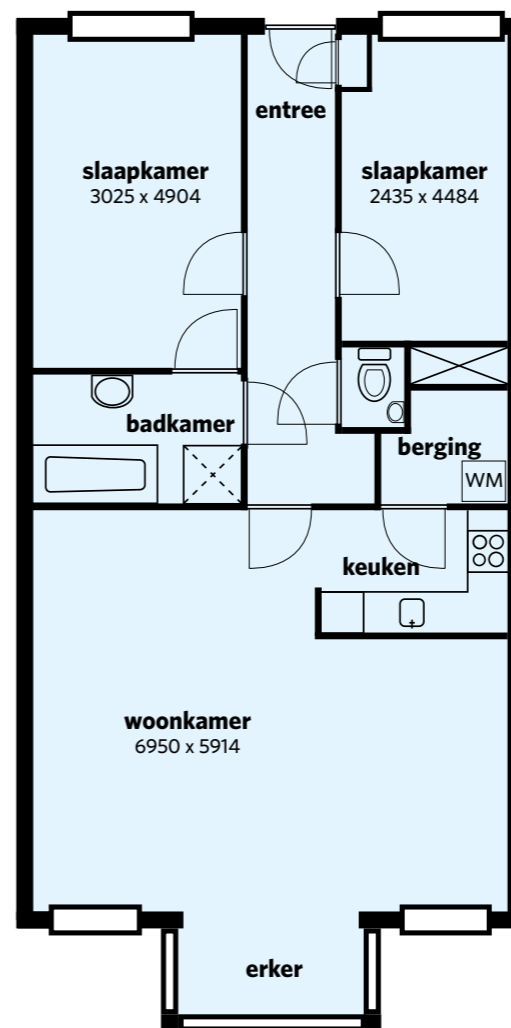 entree
slaapkamer
3025 x 4904
slaapkamer
2435 x 4484
badkamer
berging
WM
keuken
woonkamer
6950 x 5914
erker